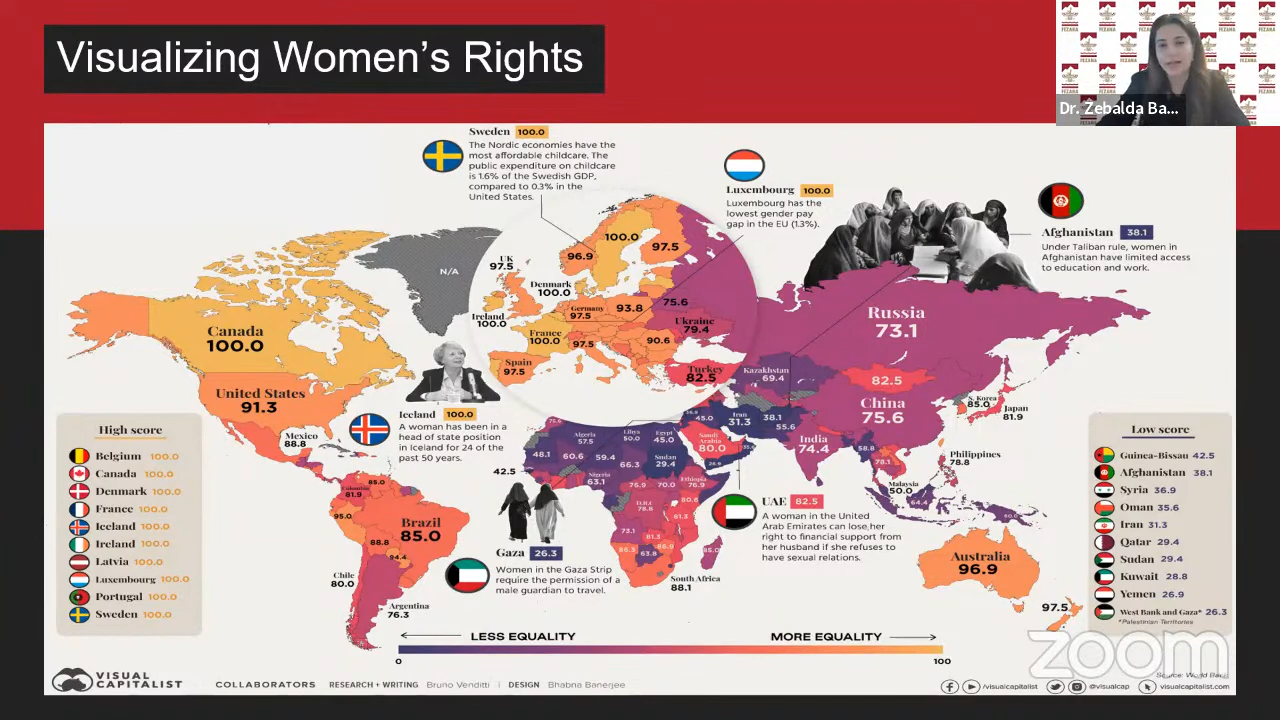 Visualizing Women's Rights
Dr. Zebalda Ba...
FEZANA
Sweden 100.0
The Nordic economies have the
most affordable childcare. The
public expenditure on childcare
is 1.6% of the Swedish GDP,
compared to 0.3% in the
United States.
Luxembourg 100.0
Luxembourg has the
lowest gender pay
gap in the EU (1.3%).
Afghanistan 38.1
Under Taliban rule, women in
Afghanistan have limited access
to education and work.
N/A
UK
97.5
100.0
97.5
96.9
Denmark
100.0
Ireland
100.0
Germany
97.5
93.8
75.6
Ukraine
79.4
France
100.0
97.5
90.6
Spain
97.5
Turkey
82.5
Canada
100.0
United States
91.3
Mexico
88.8
Russia
73.1
Kazakhstan
69.4
82.5
China
75.6
S. Korea
85.0
Japan
81.9
Iceland 100.0
A woman has been in a
head of state position
in Iceland for 24 of the
past 50 years.
75.6
Algeria
57.5
Libya
50.0
Egypt
45.0
45.0
Iran
31.3
38.1
55.6
Saudi
Arabia
80.0
India
74.4
58.8
78.1
Philippines
78.8
Malaysia
50.0
64.4
48.1
60.6
59.4
66.3
Sudan
29.4
26.9
42.5
Nigeria
63.1
76.9
70.0
Ethiopia
76.9
78.8
80.6
81.3
73.1
81.3
86.3
63.8
86.9
85.0
South Africa
88.1
Colombia
81.9
85.0
95.0
Brazil
85.0
88.8
94.4
Chile
80.0
Argentina
76.3
Australia
96.9
97.5
Gaza 26.3
Women in the Gaza Strip
require the permission of a
male guardian to travel.
UAE 82.5
A woman in the United
Arab Emirates can lose her
right to financial support from
her husband if she refuses to
have sexual relations.
High score
Belgium 100.0
Canada 100.0
Denmark 100.0
France 100.0
Iceland 100.0
Ireland 100.0
Latvia 100.0
Luxembourg 100.0
Portugal 100.0
Sweden 100.0
Low score
Guinea-Bissau 42.5
Afghanistan 38.1
Syria 36.9
Oman 35.6
Iran 31.3
Qatar 29.4
Sudan 29.4
Kuwait 28.8
Yemen 26.9
West Bank and Gaza* 26.3
*Palestinian Territories
LESS EQUALITY
MORE EQUALITY
0
100
zoom
Source: World Bank
VISUAL
CAPITALIST
COLLABORATORS RESEARCH + WRITING Bruno Venditti | DESIGN Bhabna Banerjee
/visualcapitalist @visualcap visualcapitalist.com